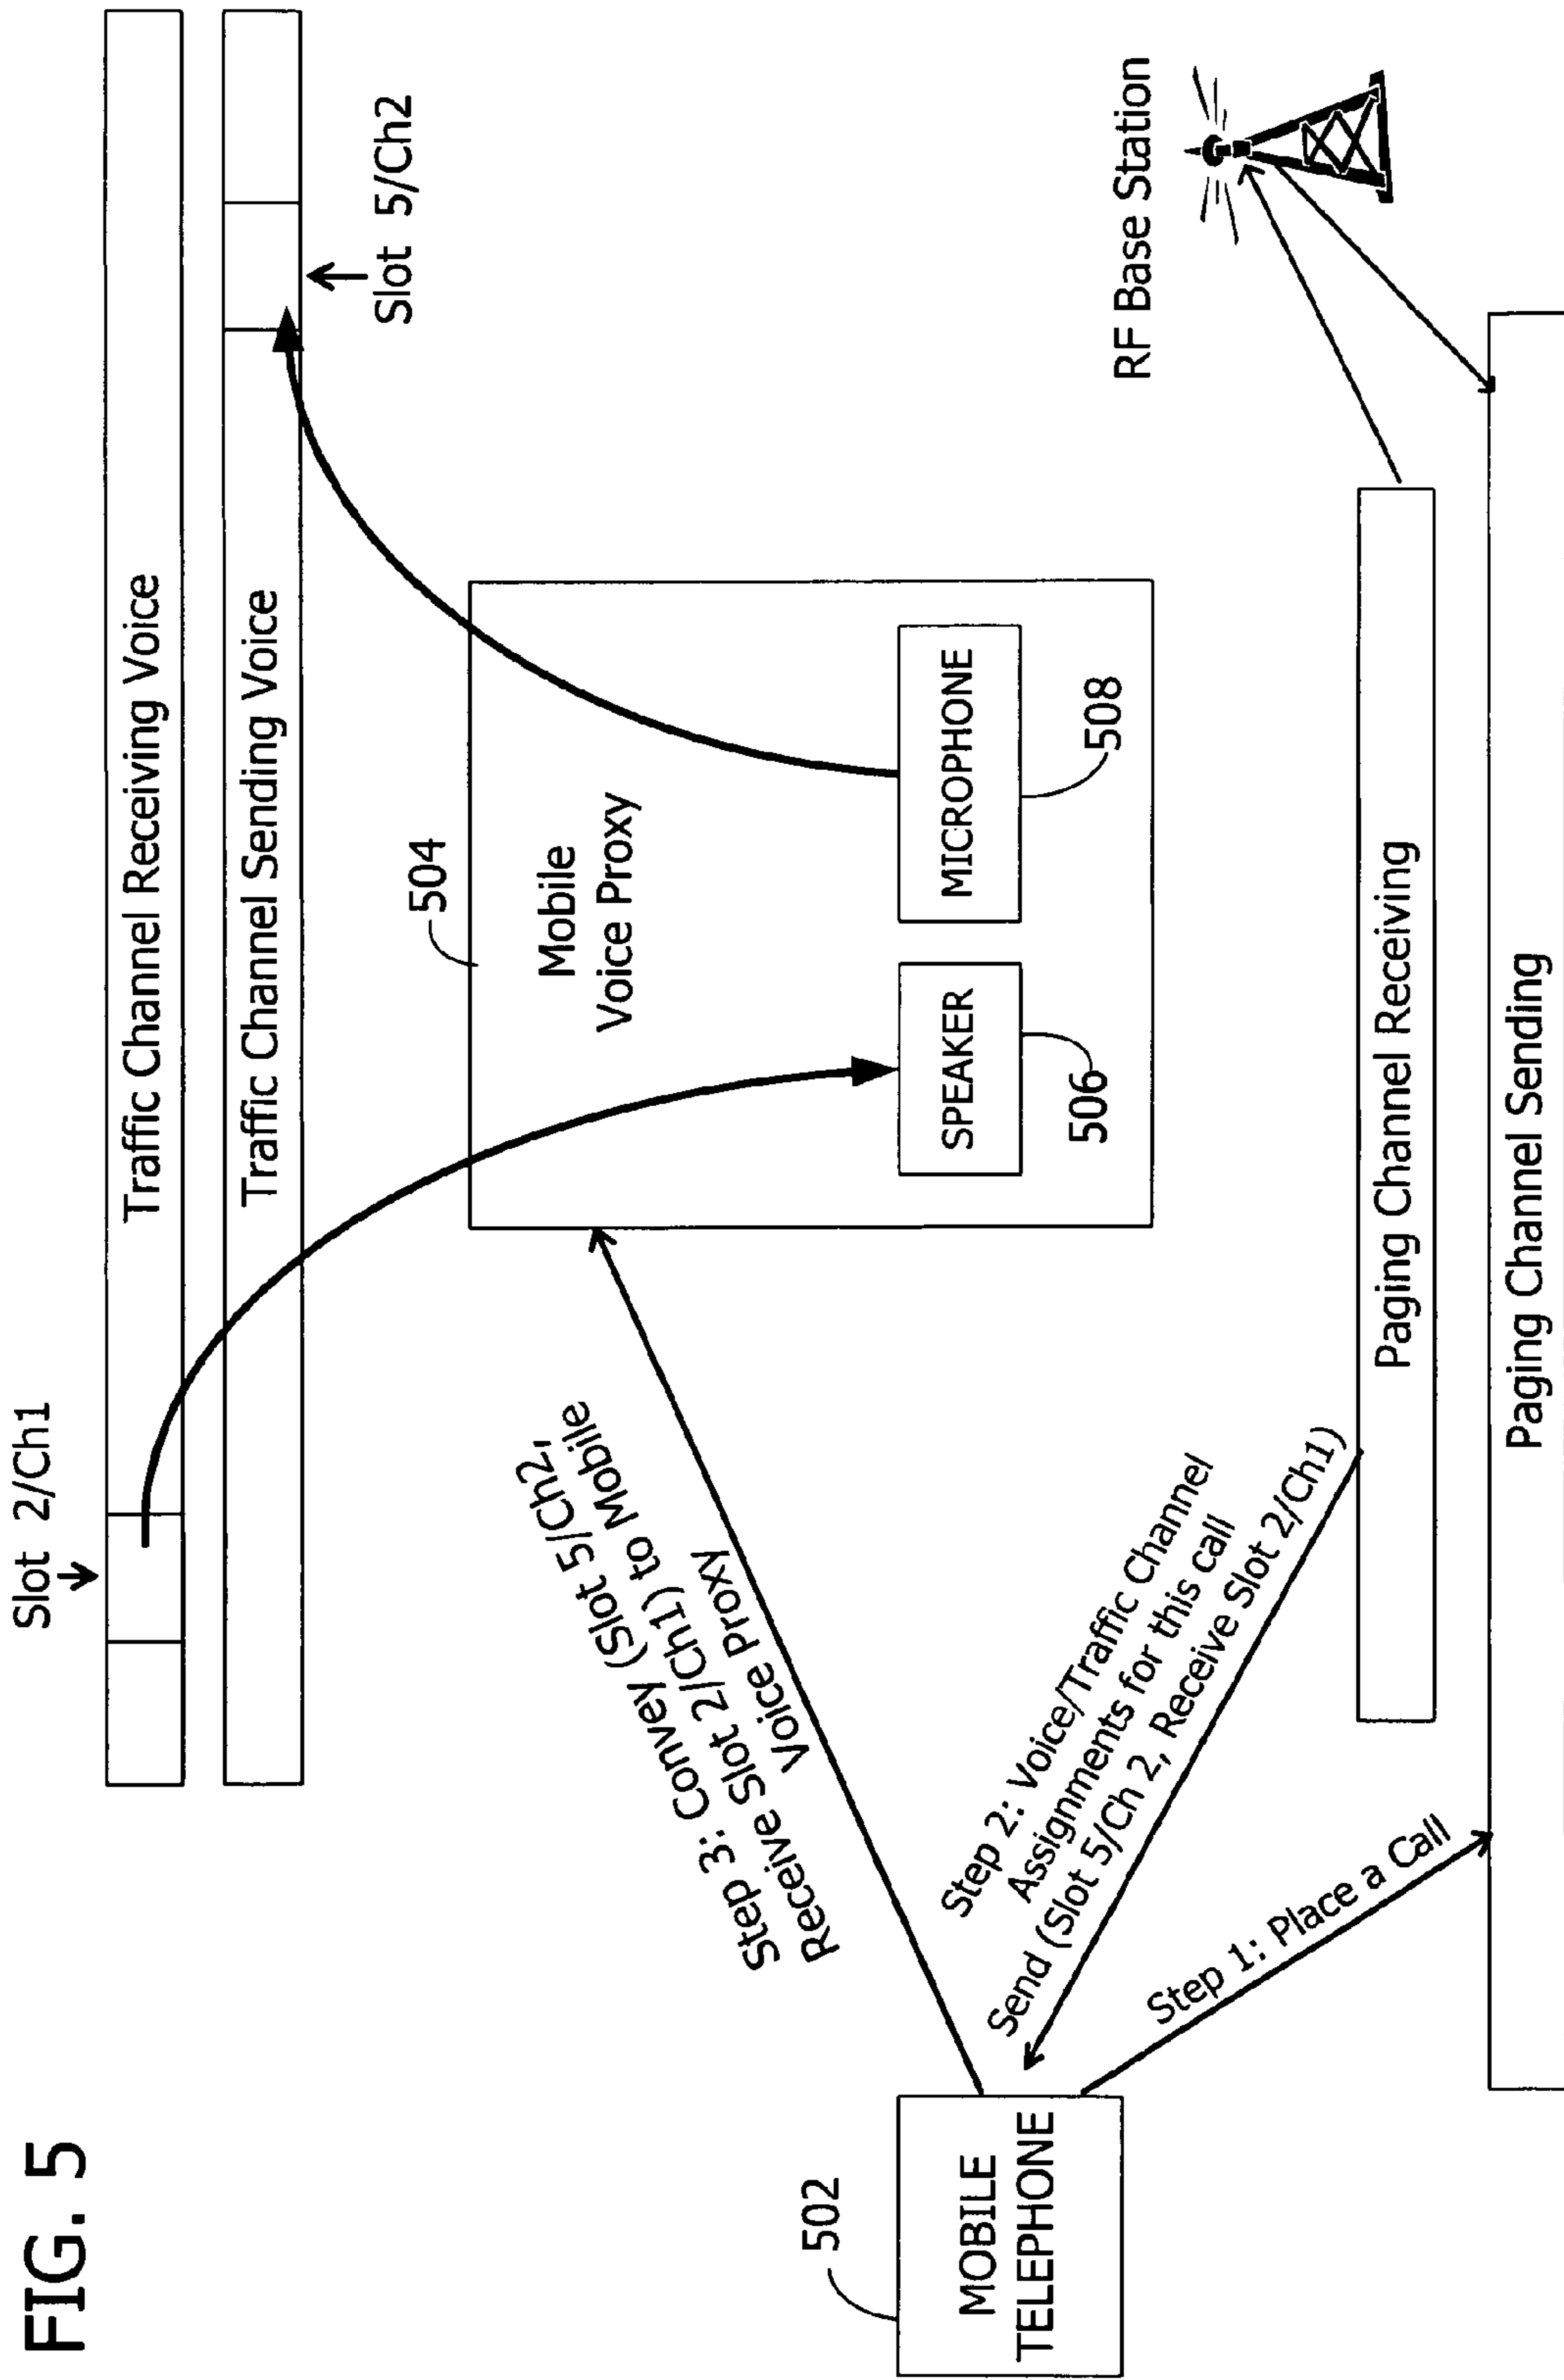 FIG. 5
Slot 2/Ch1
Traffic Channel Receiving Voice
Traffic Channel Sending Voice
Slot 5/Ch2
504
Mobile
Voice Proxy
SPEAKER
MICROPHONE
506
508
Step 3: Convey (Slot 5/Ch2,
Receive Slot 2/Ch1) to Mobile
Voice Proxy
502
MOBILE
TELEPHONE
Step 2: Voice/Traffic Channel
Assignments for this call
Send (Slot 5/Ch 2, Receive Slot 2/Ch1)
Step 1: Place a Call
RF Base Station
Paging Channel Receiving
Paging Channel Sending